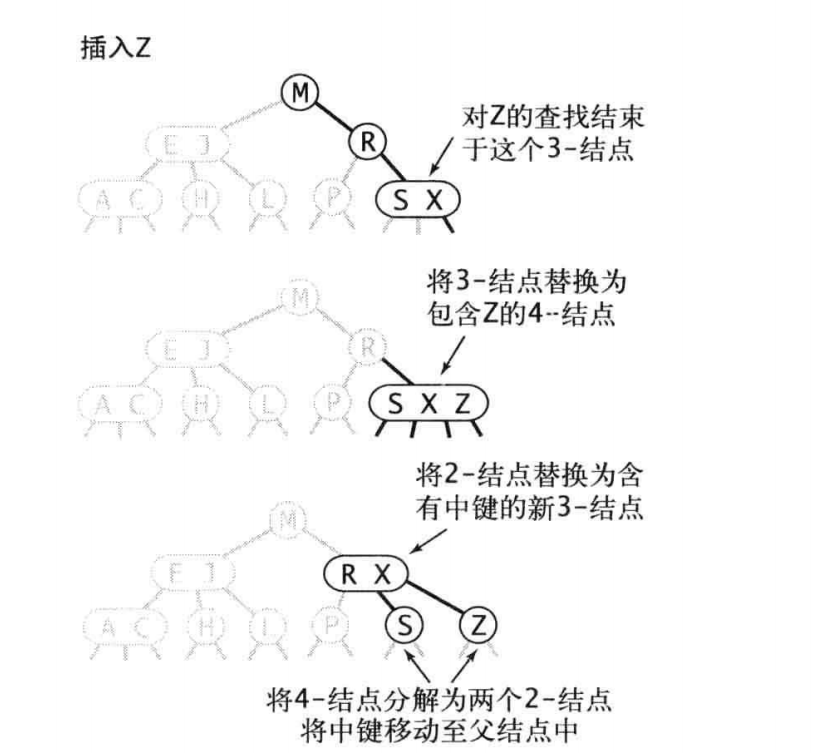 插入Z
M
对Z的查找结束
于这个3-结点
E J
R
A C H L P S X
将3-结点替换为
包含Z的4--结点
M
E J
R
A C H L P S X Z
将2-结点替换为含
有中键的新3-结点
M
E J
R X
A C H L P S Z
将4-结点分解为两个2-结点
将中键移动至父结点中